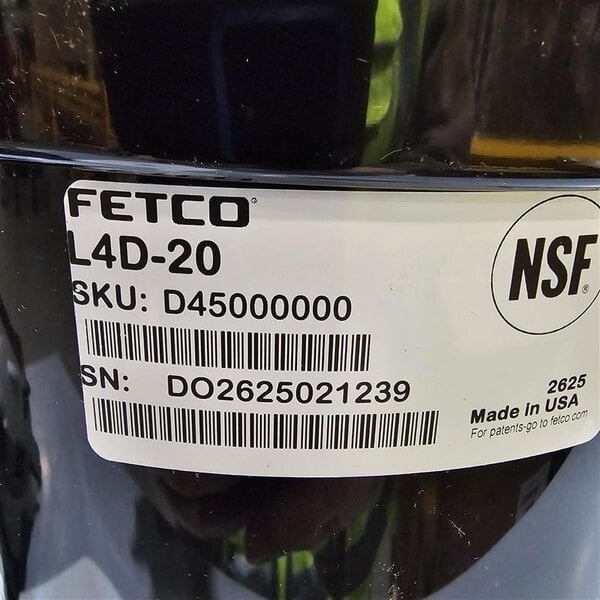 FETCO®
L4D-20
SKU: D45000000
NSF®
SN: DO2625021239
2625
Made in USA
For patents-go to fetco.com